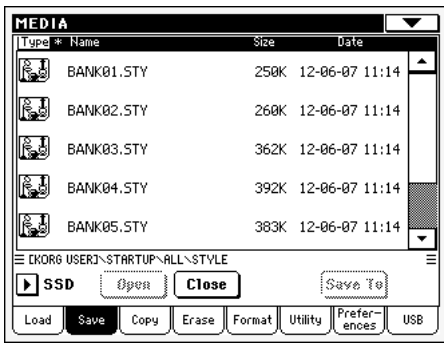 MEDIA
Type * Name Size Date
BANK01.STY 250K 12-06-07 11:14
BANK02.STY 260K 12-06-07 11:14
BANK03.STY 362K 12-06-07 11:14
BANK04.STY 392K 12-06-07 11:14
BANK05.STY 383K 12-06-07 11:14
[KORG USER]\STARTUP\ALL\STYLE
SSD Open Close Save To
Load Save Copy Erase Format Utility Prefer-ences USB